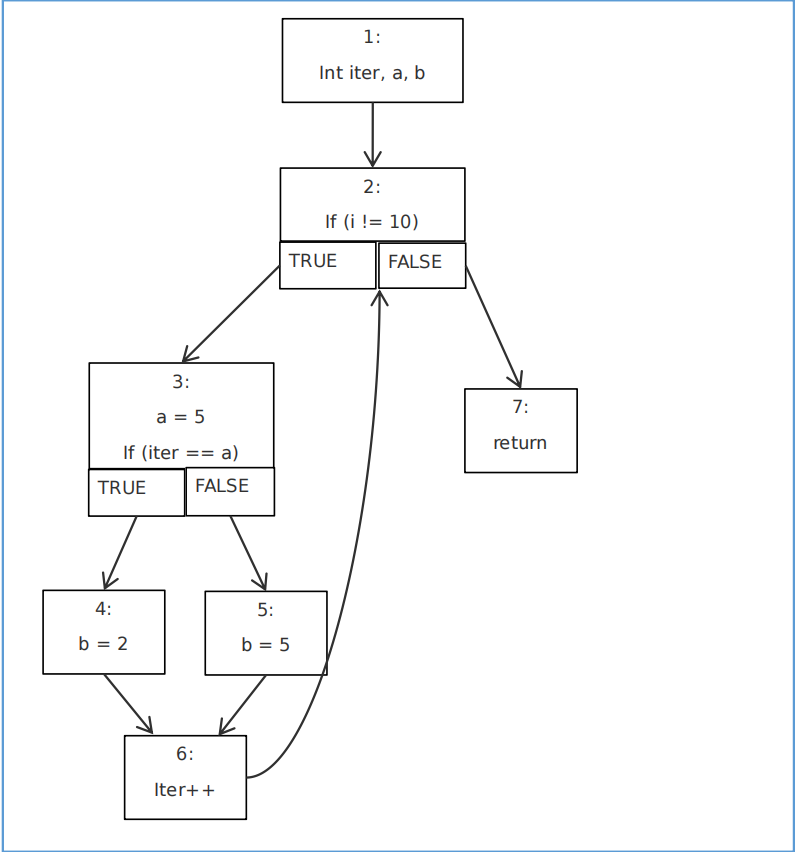 1:
Int iter, a, b
2:
If (i != 10)
TRUE
FALSE
3:
a = 5
If (iter == a)
TRUE
FALSE
7:
return
4:
b = 2
5:
b = 5
6:
Iter++